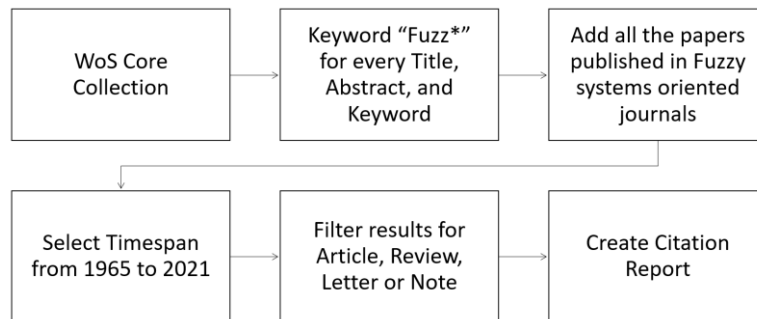 WoS Core
Collection
Keyword “Fuzz*”
for every Title,
Abstract, and
Keyword
Add all the papers
published in Fuzzy
systems oriented
journals
Select Timespan
from 1965 to 2021
Filter results for
Article, Review,
Letter or Note
Create Citation
Report